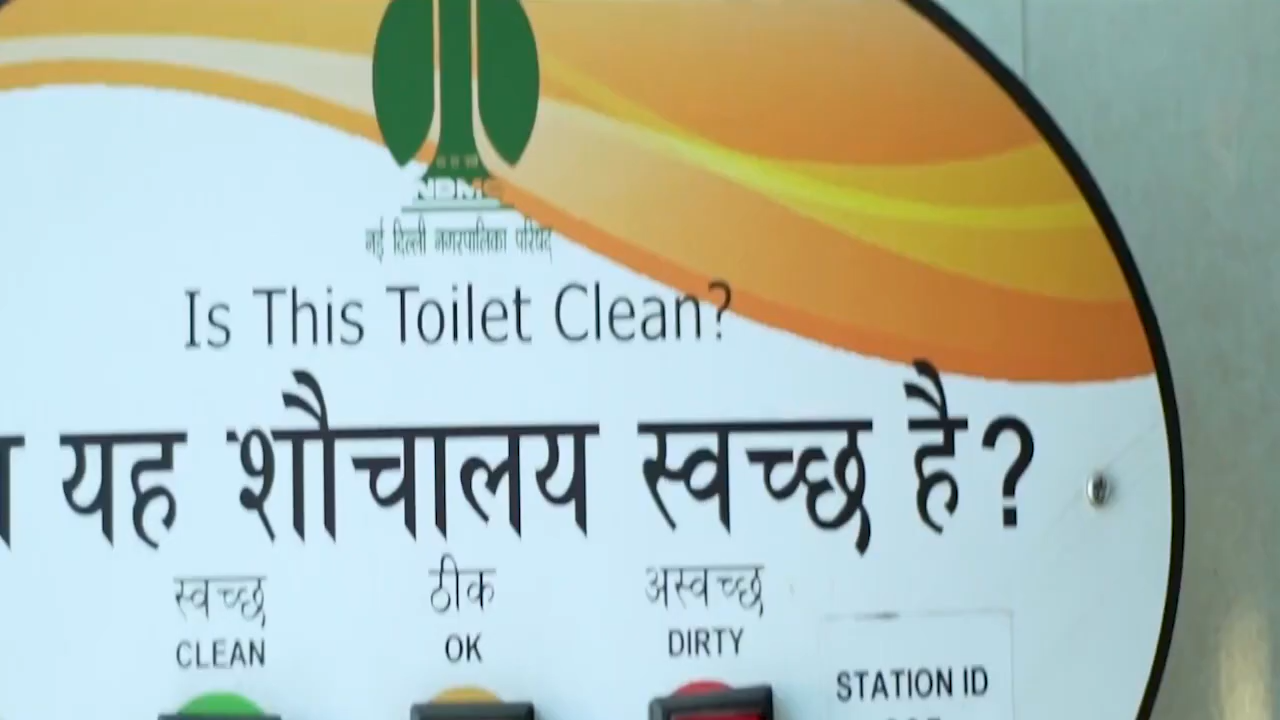 NDMC
नई दिल्ली नगरपालिका परिषद्
Is This Toilet Clean?
यह शौचालय स्वच्छ है?
स्वच्छ ठीक अस्वच्छ
CLEAN OK DIRTY
STATION ID